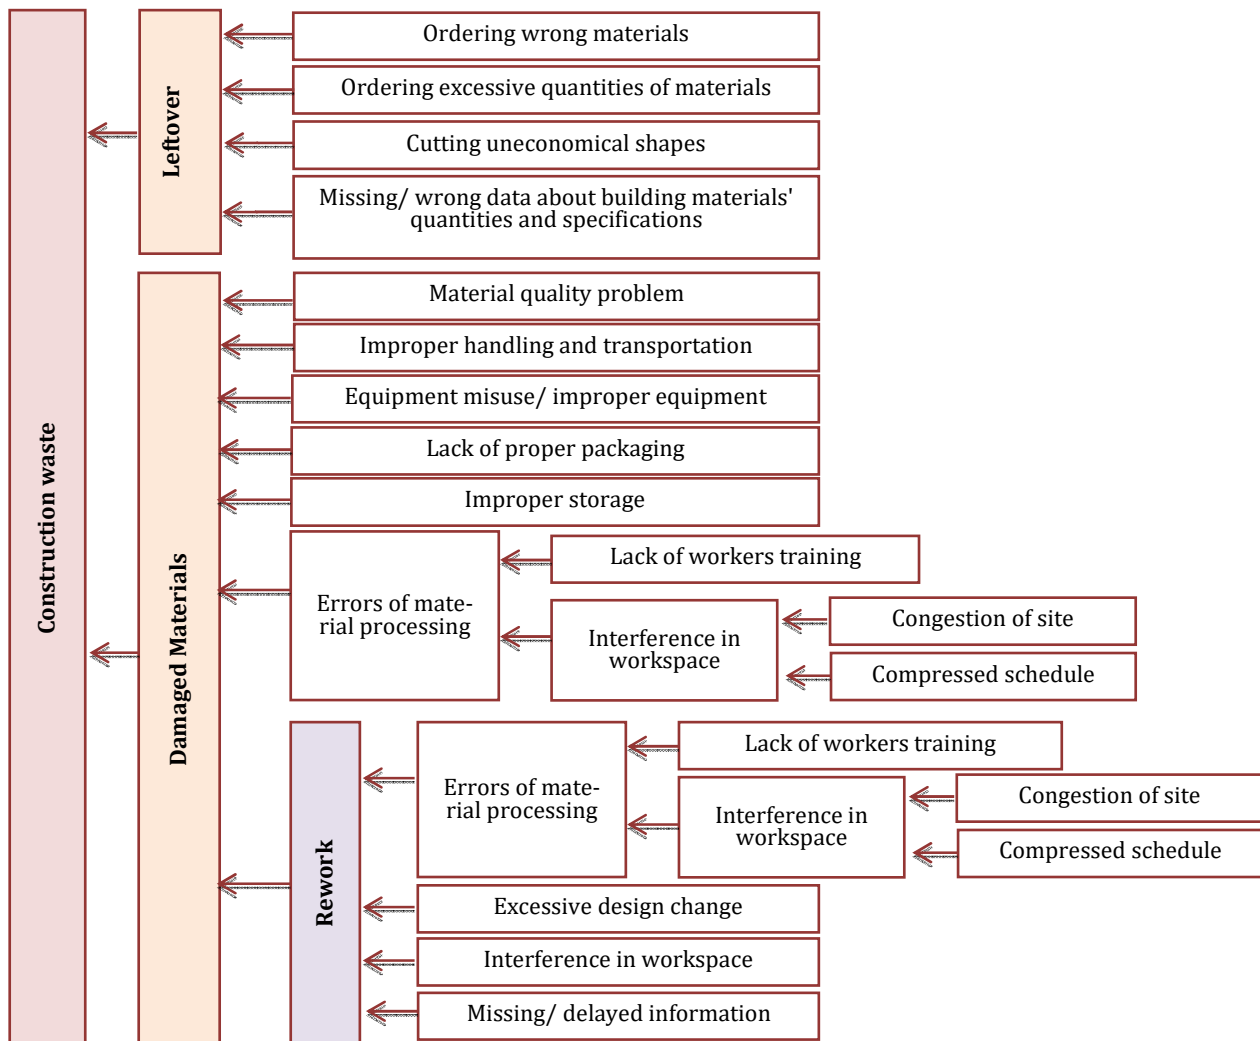 Construction waste
Leftover
Ordering wrong materials
Ordering excessive quantities of materials
Cutting uneconomical shapes
Missing/ wrong data about building materials'
quantities and specifications
Damaged Materials
Material quality problem
Improper handling and transportation
Equipment misuse/ improper equipment
Lack of proper packaging
Improper storage
Errors of mate-
rial processing
Lack of workers training
Interference in
workspace
Congestion of site
Compressed schedule
Rework
Errors of mate-
rial processing
Lack of workers training
Interference in
workspace
Congestion of site
Compressed schedule
Excessive design change
Interference in workspace
Missing/ delayed information